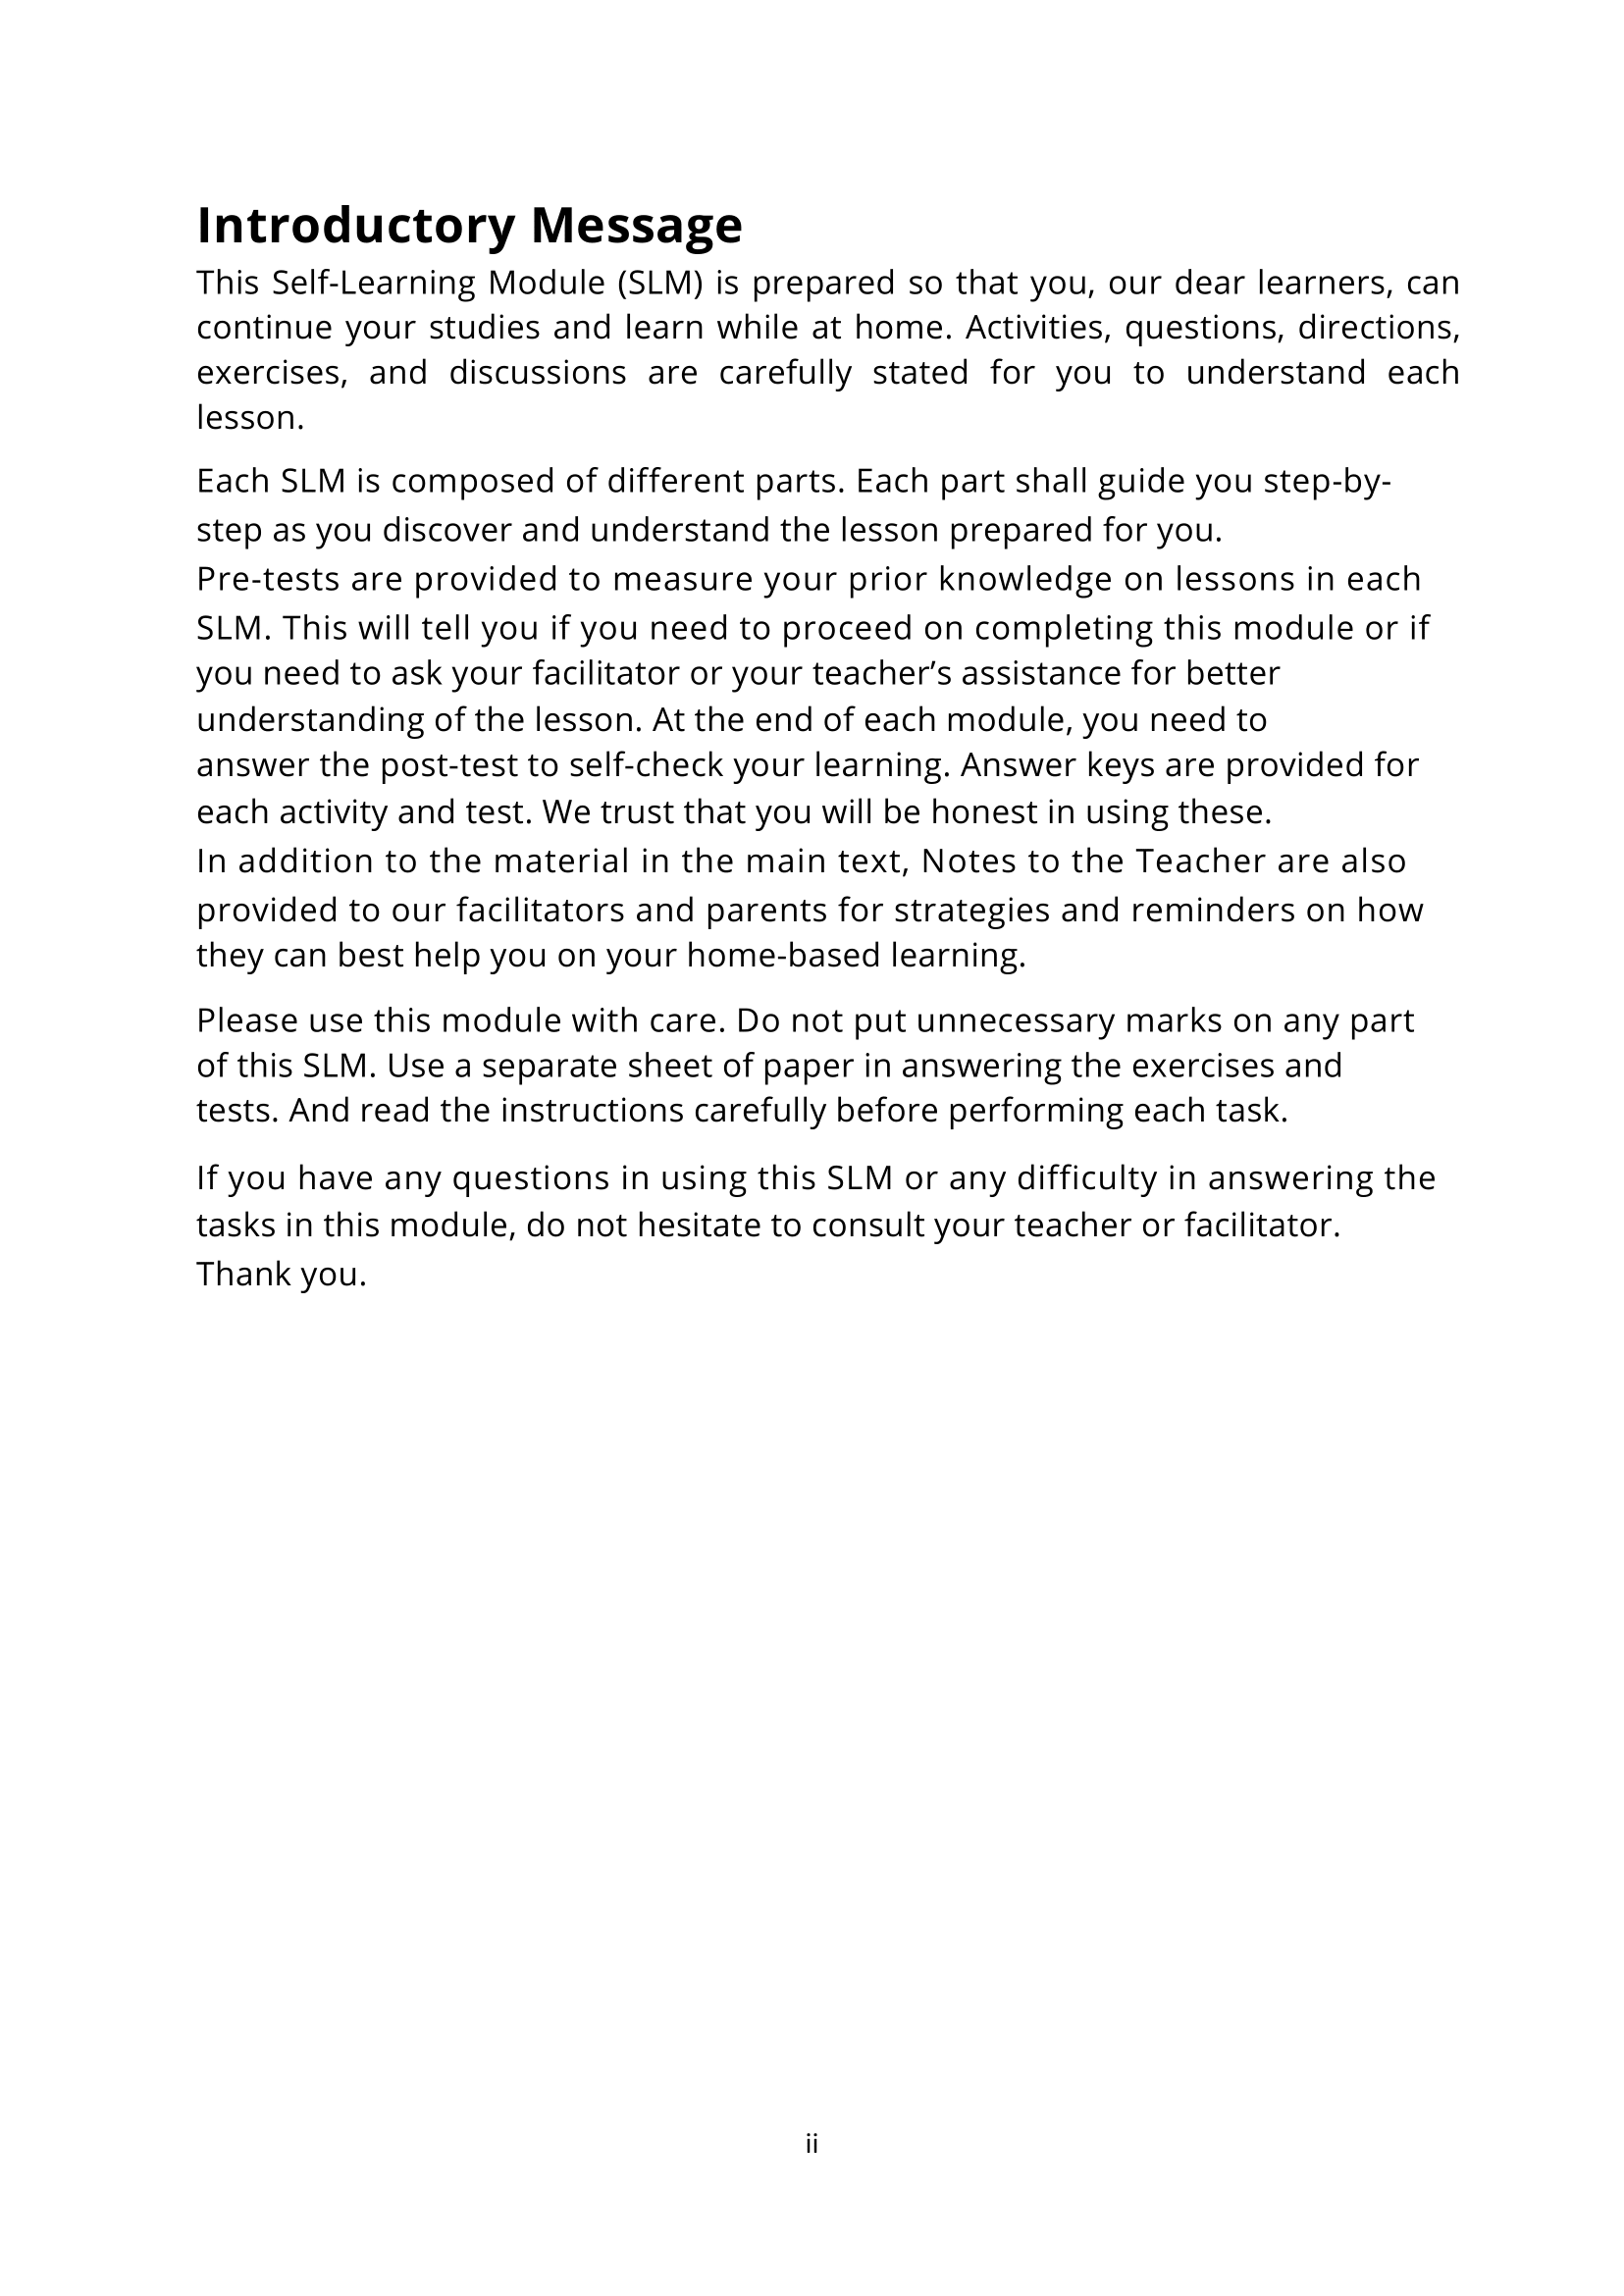 Introductory Message
This Self-Learning Module (SLM) is prepared so that you, our dear learners, can
continue your studies and learn while at home. Activities, questions, directions,
exercises, and discussions are carefully stated for you to understand each
lesson.
Each SLM is composed of different parts. Each part shall guide you step-by-
step as you discover and understand the lesson prepared for you.
Pre-tests are provided to measure your prior knowledge on lessons in each
SLM. This will tell you if you need to proceed on completing this module or if
you need to ask your facilitator or your teacher’s assistance for better
understanding of the lesson. At the end of each module, you need to
answer the post-test to self-check your learning. Answer keys are provided for
each activity and test. We trust that you will be honest in using these.
In addition to the material in the main text, Notes to the Teacher are also
provided to our facilitators and parents for strategies and reminders on how
they can best help you on your home-based learning.
Please use this module with care. Do not put unnecessary marks on any part
of this SLM. Use a separate sheet of paper in answering the exercises and
tests. And read the instructions carefully before performing each task.
If you have any questions in using this SLM or any difficulty in answering the
tasks in this module, do not hesitate to consult your teacher or facilitator.
Thank you.
ii